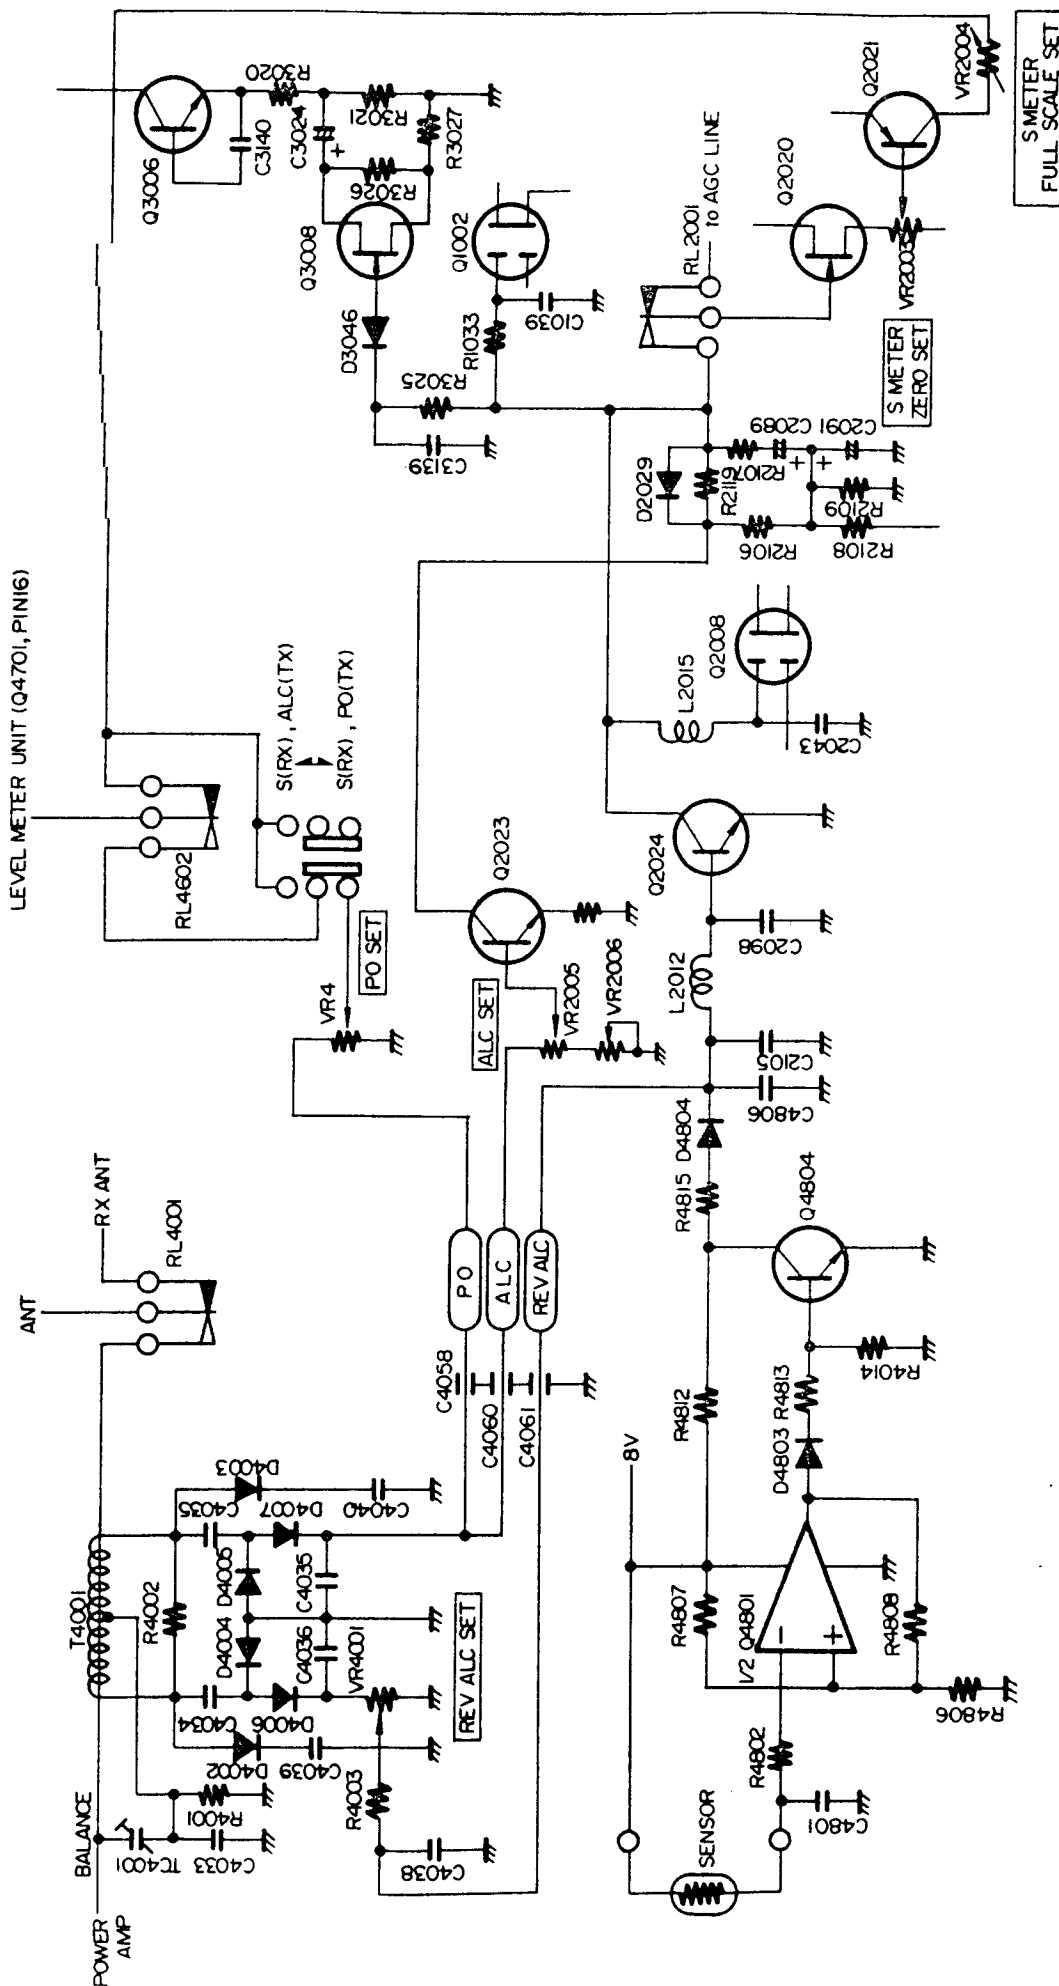 LEVEL METER UNIT (Q4701, PIN16)
RL4602
S(RX), ALC(TX)
S(RX), PO(TX)
Q3006
C3140
R3020
C3024
+
R3021
R3026
R3027
Q3008
D3046
R3025
C3139
Q1002
R1033
C1039
RL2001
to AGC LINE
Q2020
Q2021
VR2003
VR2004
S METER
ZERO SET
S METER
FULL SCALE SET
D2029
R2119
R2107
C2089
C2091
+
+
R2106
R2109
R2108
Q2008
L2015
C2043
VR4
PO SET
Q2023
ALC SET
VR2005
VR2006
Q2024
L2012
C2098
C2105
C4806
D4804
R4815
Q4804
R4812
R4014
R4813
D4803
PO
ALC
REV ALC
C4058
C4060
C4061
ANT
RX ANT
RL4001
T4001
BALANCE
POWER
AMP
TC4001
C4033
R4001
R4002
C4034
C4035
D4002
D4003
D4004
D4005
D4006
D4007
C4036
C4035
C4039
C4040
VR4001
REV ALC SET
R4003
C4038
8V
R4807
1/2 Q4801
−
+
R4808
R4806
R4802
C4801
SENSOR